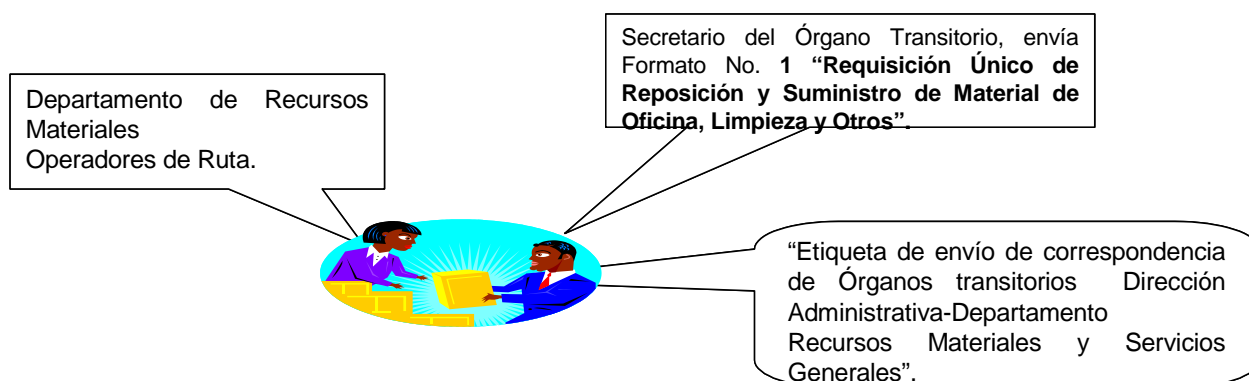 Secretario del Órgano Transitorio, envía
Formato No. 1 “Requisición Único de
Reposición y Suministro de Material de
Oficina, Limpieza y Otros”.
Departamento de Recursos
Materiales
Operadores de Ruta.
“Etiqueta de envío de correspondencia
de Órganos transitorios Dirección
Administrativa-Departamento
Recursos Materiales y Servicios
Generales”.